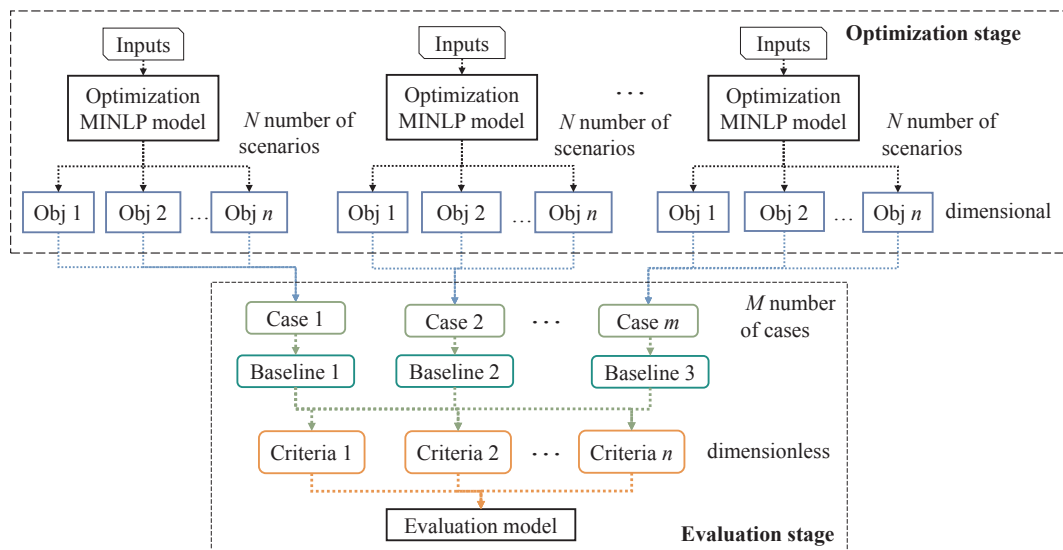 Inputs
Inputs
Inputs
Optimization stage
Optimization
MINLP model
Optimization
MINLP model
...
Optimization
MINLP model
N number of
scenarios
N number of
scenarios
N number of
scenarios
Obj 1
Obj 2
...
Obj n
Obj 1
Obj 2
...
Obj n
Obj 1
Obj 2
...
Obj n
dimensional
Case 1
Case 2
...
Case m
M number
of cases
Baseline 1
Baseline 2
Baseline 3
Criteria 1
Criteria 2
...
Criteria n
dimensionless
Evaluation model
Evaluation stage